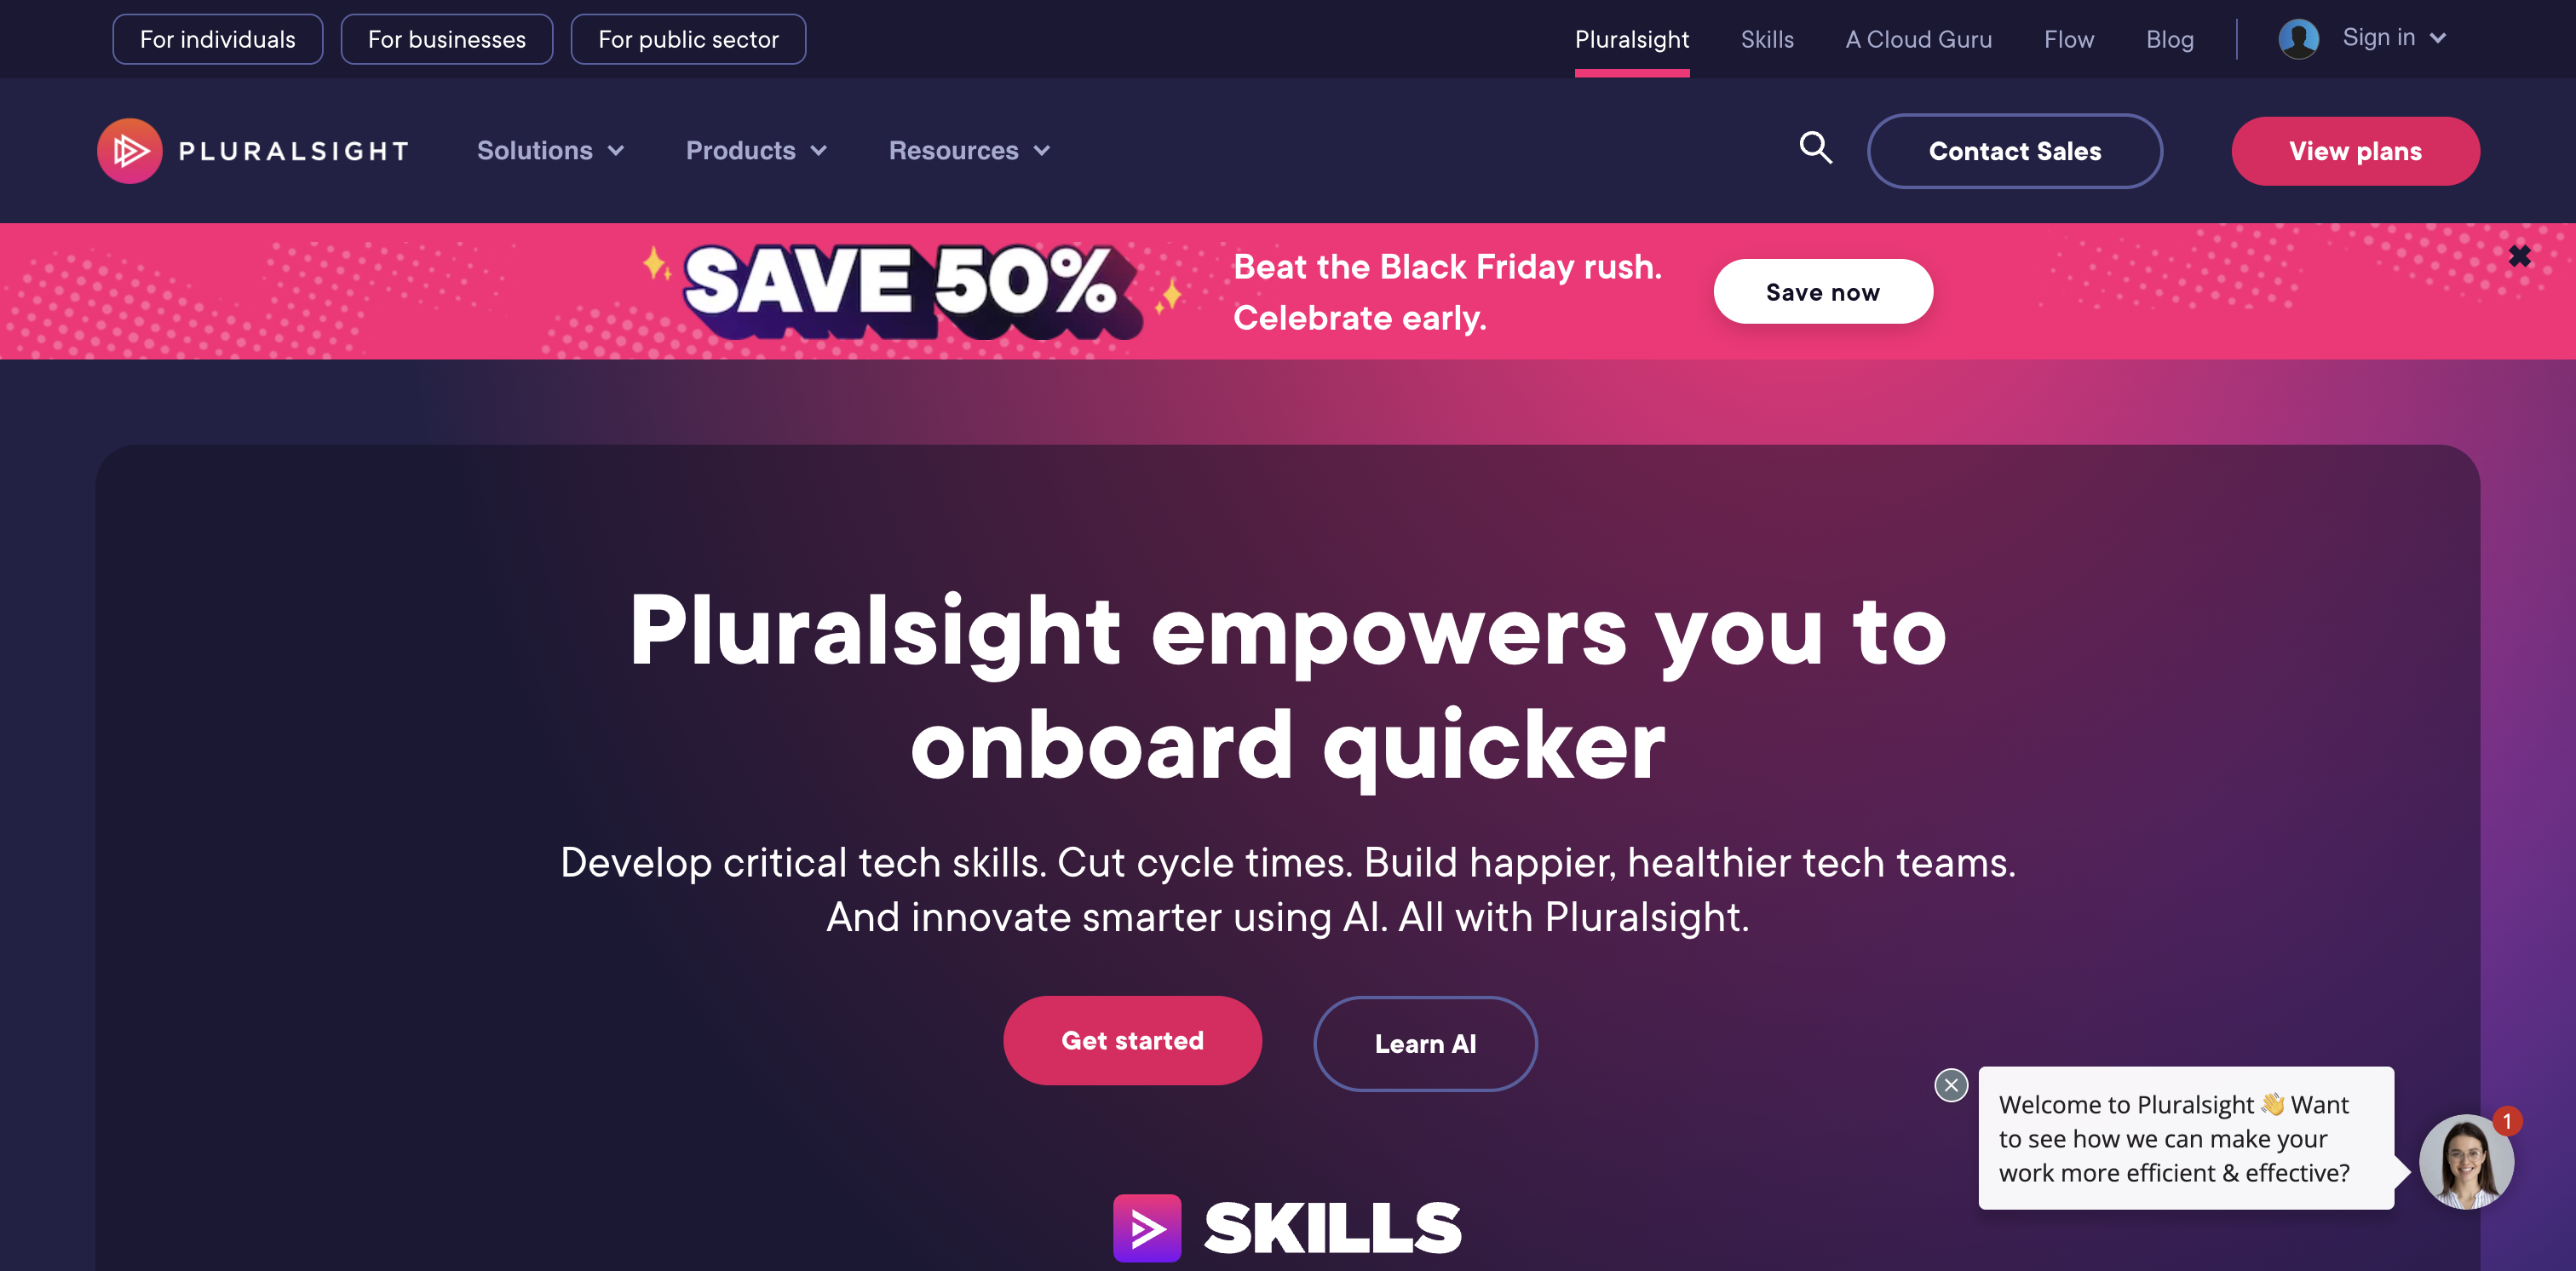 For individuals
For businesses
For public sector
Pluralsight
Skills
A Cloud Guru
Flow
Blog
Sign in
PLURALSIGHT
Solutions
Products
Resources
Contact Sales
View plans
SAVE 50%
Beat the Black Friday rush.
Celebrate early.
Save now
Pluralsight empowers you to
onboard quicker
Develop critical tech skills. Cut cycle times. Build happier, healthier tech teams.
And innovate smarter using AI. All with Pluralsight.
Get started
Learn AI
Welcome to Pluralsight 👋 Want
to see how we can make your
work more efficient & effective?
1
SKILLS